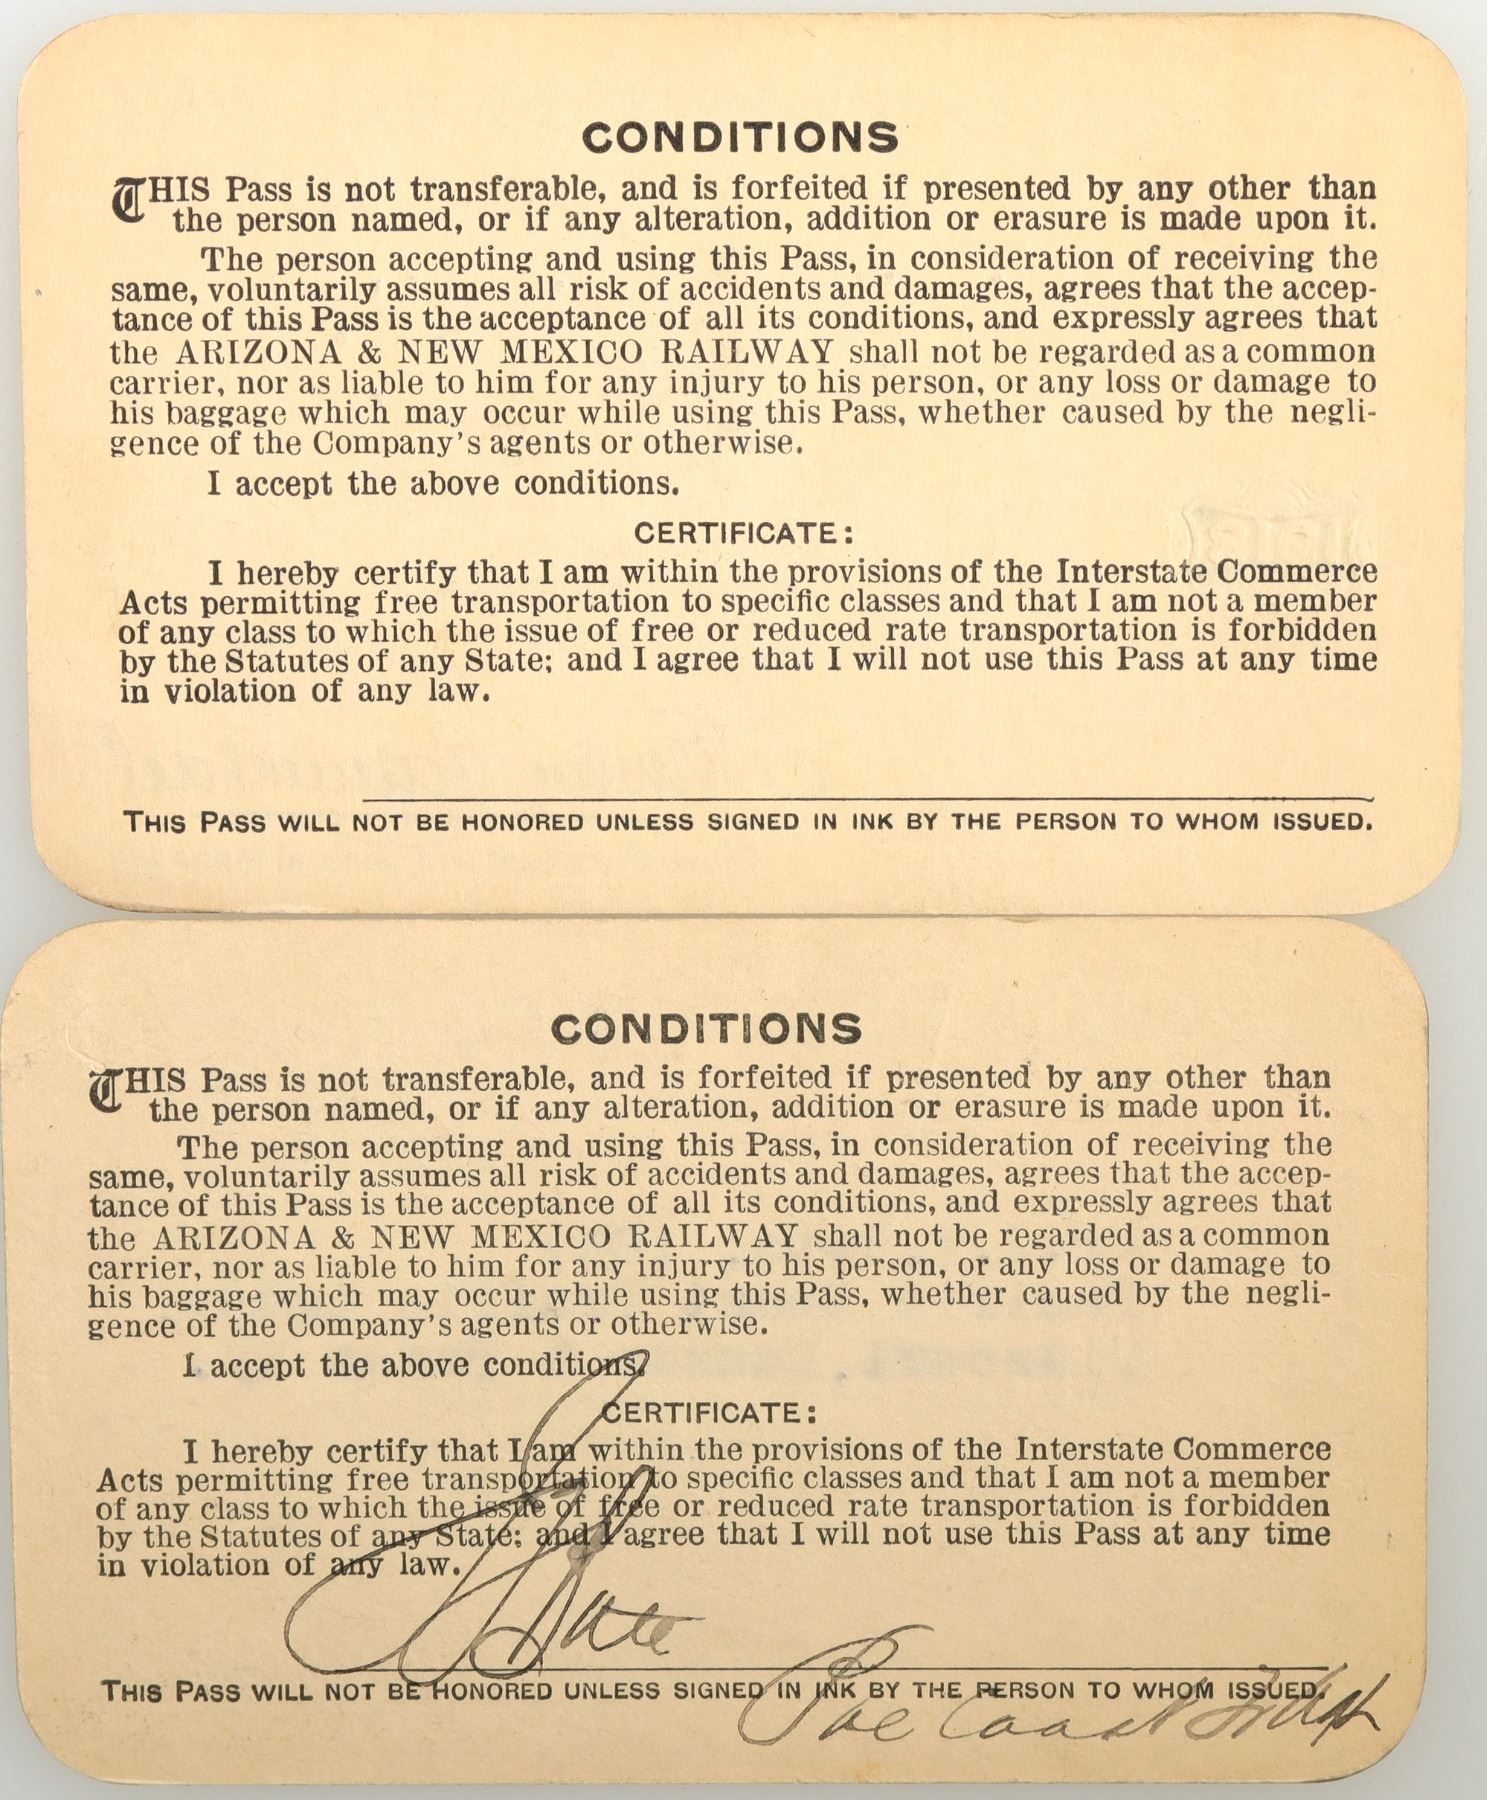 CONDITIONS
THIS Pass is not transferable, and is forfeited if presented by any other than
the person named, or if any alteration, addition or erasure is made upon it.
The person accepting and using this Pass, in consideration of receiving the
same, voluntarily assumes all risk of accidents and damages, agrees that the accep-
tance of this Pass is the acceptance of all its conditions, and expressly agrees that
the ARIZONA & NEW MEXICO RAILWAY shall not be regarded as a common
carrier, nor as liable to him for any injury to his person, or any loss or damage to
his baggage which may occur while using this Pass, whether caused by the negli-
gence of the Company's agents or otherwise.
I accept the above conditions.
CERTIFICATE:
I hereby certify that I am within the provisions of the Interstate Commerce
Acts permitting free transportation to specific classes and that I am not a member
of any class to which the issue of free or reduced rate transportation is forbidden
by the Statutes of any State; and I agree that I will not use this Pass at any time
in violation of any law.
THIS PASS WILL NOT BE HONORED UNLESS SIGNED IN INK BY THE PERSON TO WHOM ISSUED.
CONDITIONS
THIS Pass is not transferable, and is forfeited if presented by any other than
the person named, or if any alteration, addition or erasure is made upon it.
The person accepting and using this Pass, in consideration of receiving the
same, voluntarily assumes all risk of accidents and damages, agrees that the accep-
tance of this Pass is the acceptance of all its conditions, and expressly agrees that
the ARIZONA & NEW MEXICO RAILWAY shall not be regarded as a common
carrier, nor as liable to him for any injury to his person, or any loss or damage to
his baggage which may occur while using this Pass, whether caused by the negli-
gence of the Company's agents or otherwise.
I accept the above conditions.
CERTIFICATE:
I hereby certify that I am within the provisions of the Interstate Commerce
Acts permitting free transportation to specific classes and that I am not a member
of any class to which the issue of free or reduced rate transportation is forbidden
by the Statutes of any State; and I agree that I will not use this Pass at any time
in violation of any law.
THIS PASS WILL NOT BE HONORED UNLESS SIGNED IN INK BY THE PERSON TO WHOM ISSUED.
Coast